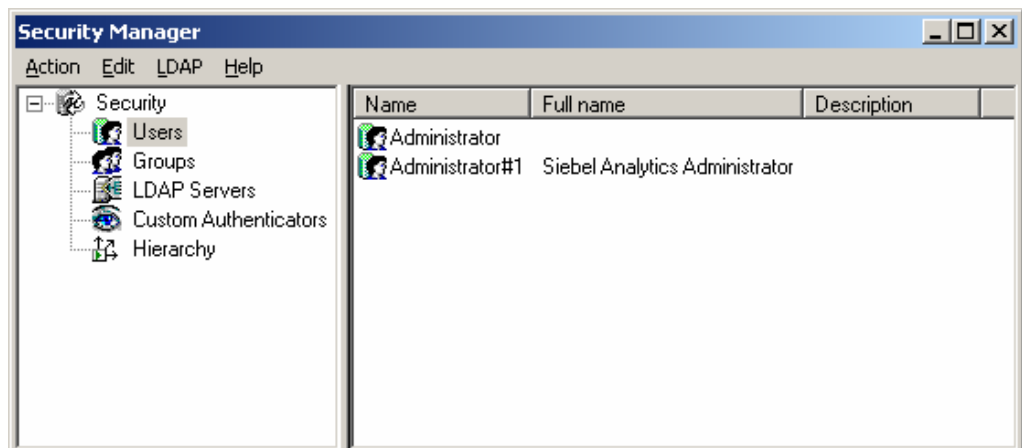 Security Manager
Action Edit LDAP Help
Security
Users
Groups
LDAP Servers
Custom Authenticators
Hierarchy
Name Full name Description
Administrator
Administrator#1 Siebel Analytics Administrator